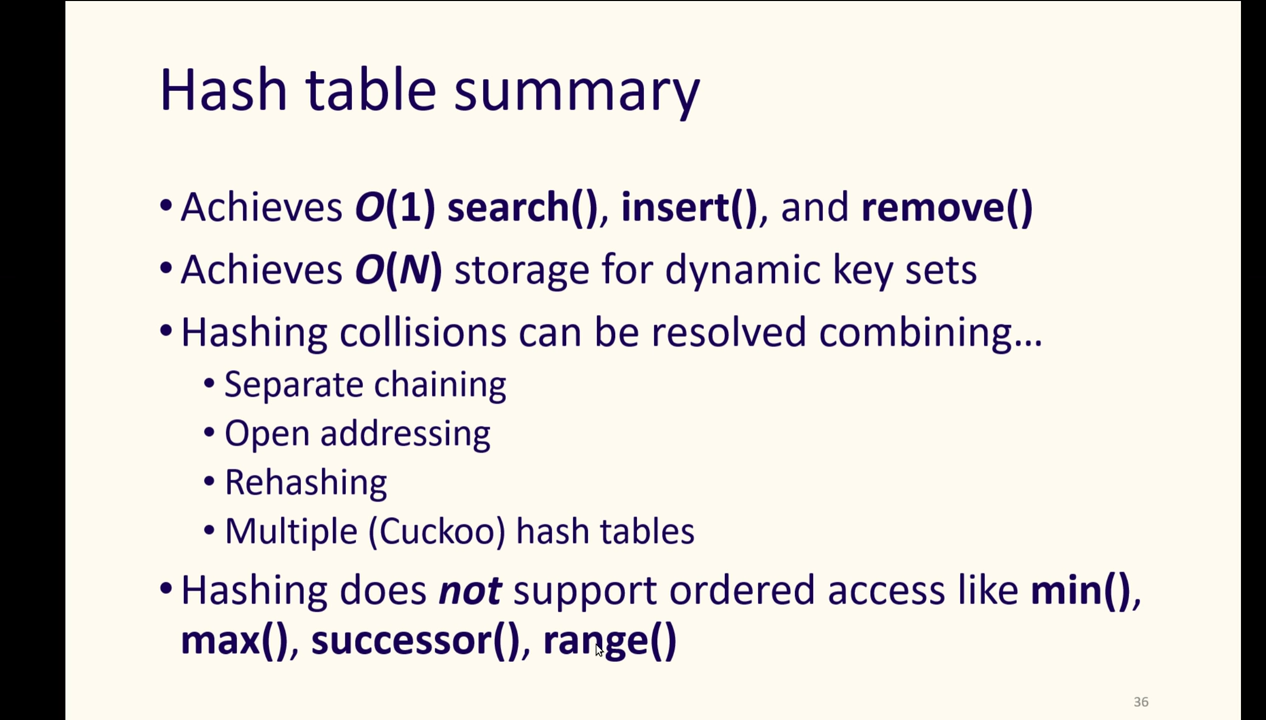 Hash table summary
• Achieves O(1) search(), insert(), and remove()
• Achieves O(N) storage for dynamic key sets
• Hashing collisions can be resolved combining…
• Separate chaining
• Open addressing
• Rehashing
• Multiple (Cuckoo) hash tables
• Hashing does not support ordered access like min(),
max(), successor(), range()
36